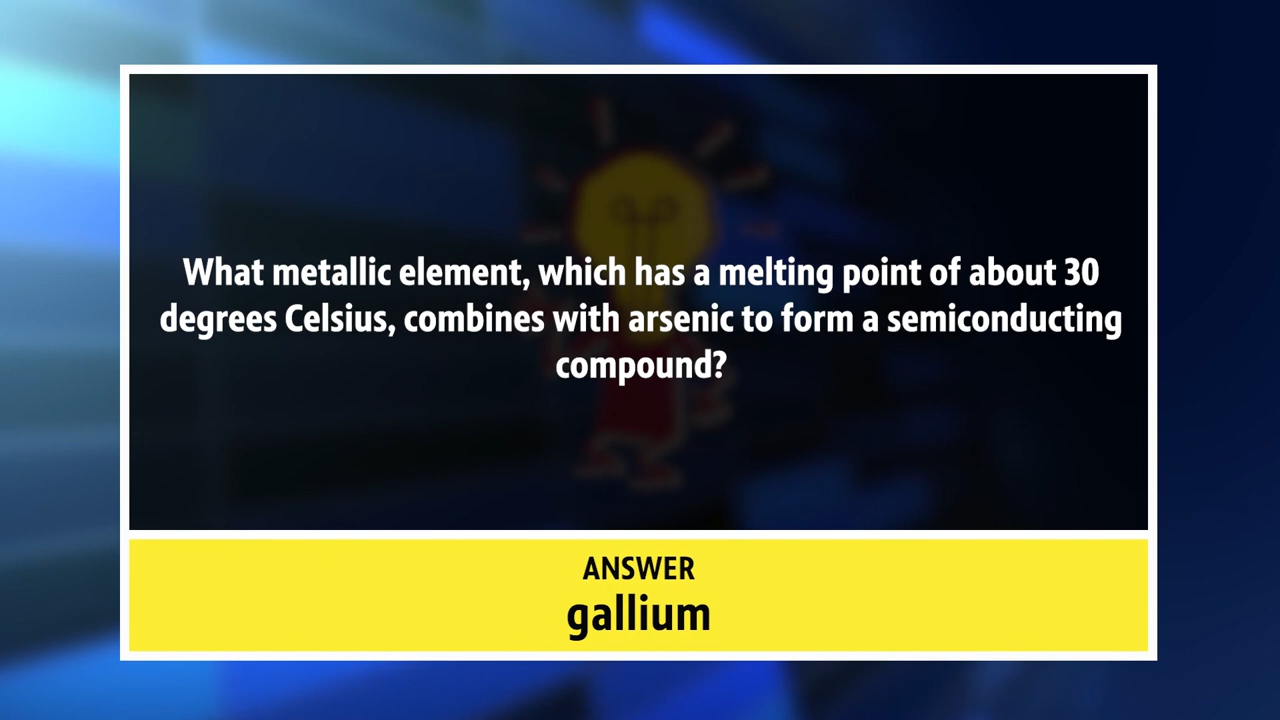 What metallic element, which has a melting point of about 30
degrees Celsius, combines with arsenic to form a semiconducting
compound?
ANSWER
gallium